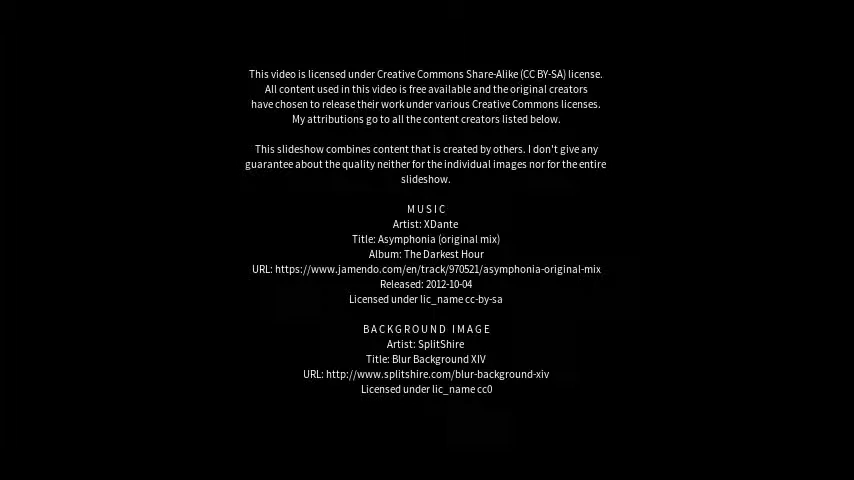 This video is licensed under Creative Commons Share-Alike (CC BY-SA) license.
All content used in this video is free available and the original creators
have chosen to release their work under various Creative Commons licenses.
My attributions go to all the content creators listed below.
This slideshow combines content that is created by others. I don't give any
guarantee about the quality neither for the individual images nor for the entire
slideshow.
MUSIC
Artist: XDante
Title: Asymphonia (original mix)
Album: The Darkest Hour
URL: https://www.jamendo.com/en/track/970521/asymphonia-original-mix
Released: 2012-10-04
Licensed under lic_name cc-by-sa
BACKGROUND IMAGE
Artist: SplitShire
Title: Blur Background XIV
URL: http://www.splitshire.com/blur-background-xiv
Licensed under lic_name cc0